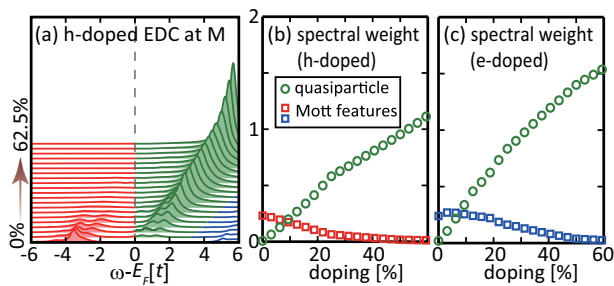 (a) h-doped EDC at M
(b) spectral weight
(h-doped)
(c) spectral weight
(e-doped)
quasiparticle
Mott features
62.5%
0%
2
1
0
-6 -4 -2 0 2 4 6
ω-E_F[t]
0 20 40
doping [%]
0 20 40 60
doping [%]